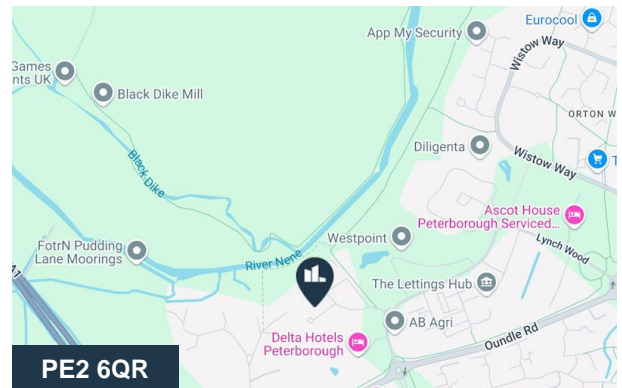 Eurocool
App My Security
Wistow Way
Games
nts UK
Black Dike Mill
ORTON W
Black Dike
Diligenta
Wistow Way
T
Ascot House
Peterborough Serviced...
FotrN Pudding
Lane Moorings
Westpoint
Lynch Wood
River Nene
A1
The Lettings Hub
AB Agri
Oundle Rd
Delta Hotels
Peterborough
PE2 6QR